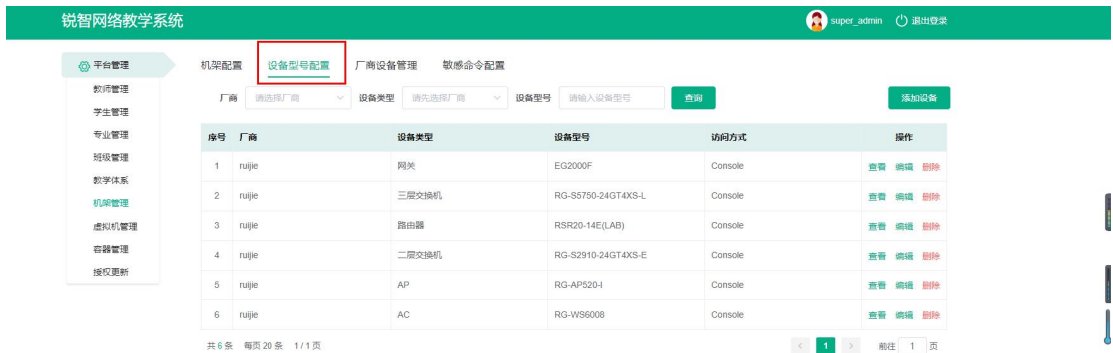 锐智网络教学系统 super_admin 退出登录
平台管理
教师管理
学生管理
专业管理
班级管理
教学体系
机架管理
虚拟机管理
容器管理
授权更新
机架配置 设备型号配置 厂商设备管理 敏感命令配置
厂商 请选择厂商 设备类型 请先选择厂商 设备型号 请输入设备型号 查询 添加设备
序号 厂商 设备类型 设备型号 访问方式 操作
1 ruijie 网关 EG2000F Console 查看 编辑 删除
2 ruijie 三层交换机 RG-S5750-24GT4XS-L Console 查看 编辑 删除
3 ruijie 路由器 RSR20-14E(LAB) Console 查看 编辑 删除
4 ruijie 二层交换机 RG-S2910-24GT4XS-E Console 查看 编辑 删除
5 ruijie AP RG-AP520-I Console 查看 编辑 删除
6 ruijie AC RG-WS6008 Console 查看 编辑 删除
共 6 条 每页 20 条 1 / 1 页 < 1 > 前往 1 页